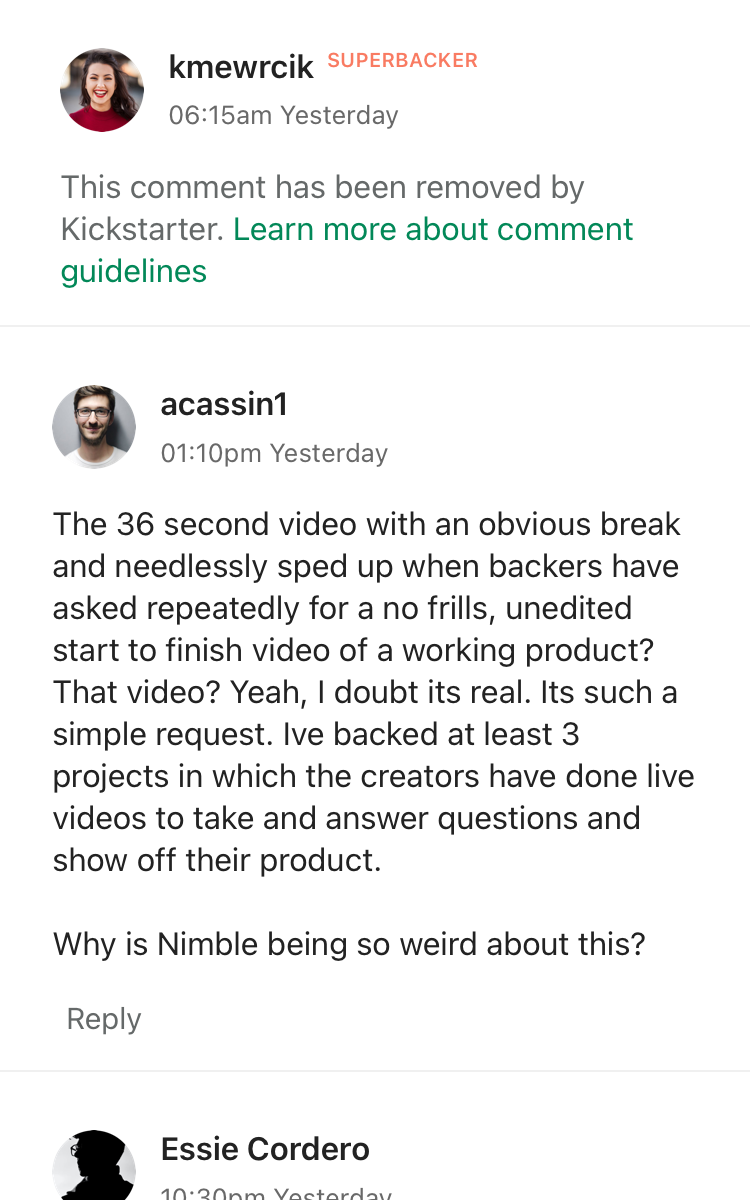 kmewrcik SUPERBACKER
06:15am Yesterday
This comment has been removed by
Kickstarter. Learn more about comment
guidelines
acassin1
01:10pm Yesterday
The 36 second video with an obvious break
and needlessly sped up when backers have
asked repeatedly for a no frills, unedited
start to finish video of a working product?
That video? Yeah, I doubt its real. Its such a
simple request. Ive backed at least 3
projects in which the creators have done live
videos to take and answer questions and
show off their product.
Why is Nimble being so weird about this?
Reply
Essie Cordero
10:30pm Yesterday